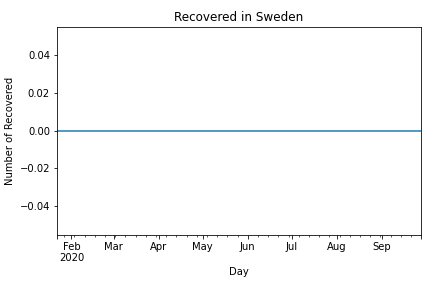 Recovered in Sweden
Number of Recovered
0.04
0.02
0.00
−0.02
−0.04
Feb Mar Apr May Jun Jul Aug Sep
2020
Day